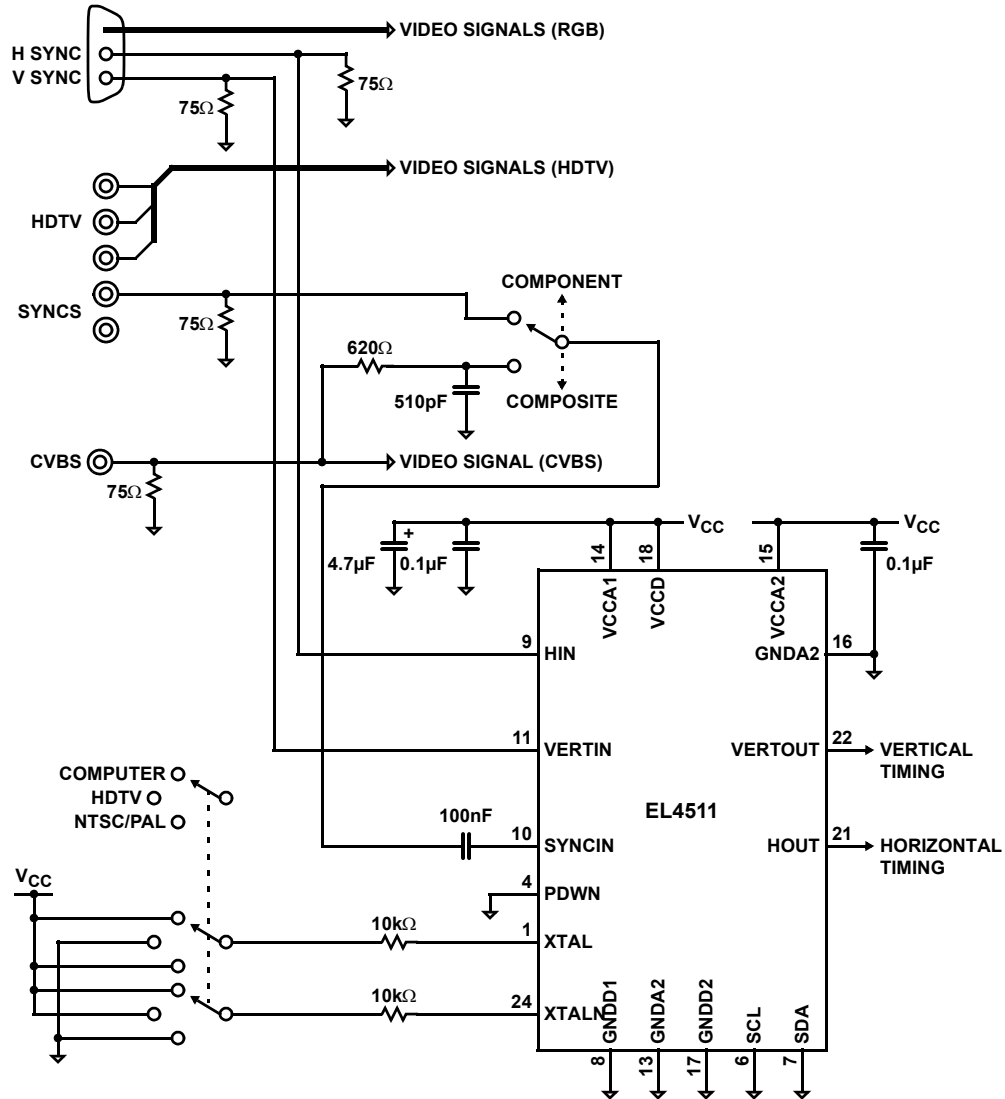 VIDEO SIGNALS (RGB)
H SYNC
V SYNC
75Ω
75Ω
VIDEO SIGNALS (HDTV)
HDTV
SYNCS
75Ω
COMPONENT
620Ω
510pF
COMPOSITE
CVBS
VIDEO SIGNAL (CVBS)
75Ω
VCC
VCC
+
4.7µF
0.1µF
14
18
15
0.1µF
VCCA1
VCCD
VCCA2
9
HIN
GNDA2
16
11
VERTIN
VERTOUT
22
VERTICAL
TIMING
COMPUTER
HDTV
NTSC/PAL
EL4511
100nF
10
SYNCIN
HOUT
21
HORIZONTAL
TIMING
VCC
4
PDWN
10kΩ
1
XTAL
10kΩ
24
XTALN
GNDD1
GNDA2
GNDD2
SCL
SDA
8
13
17
6
7